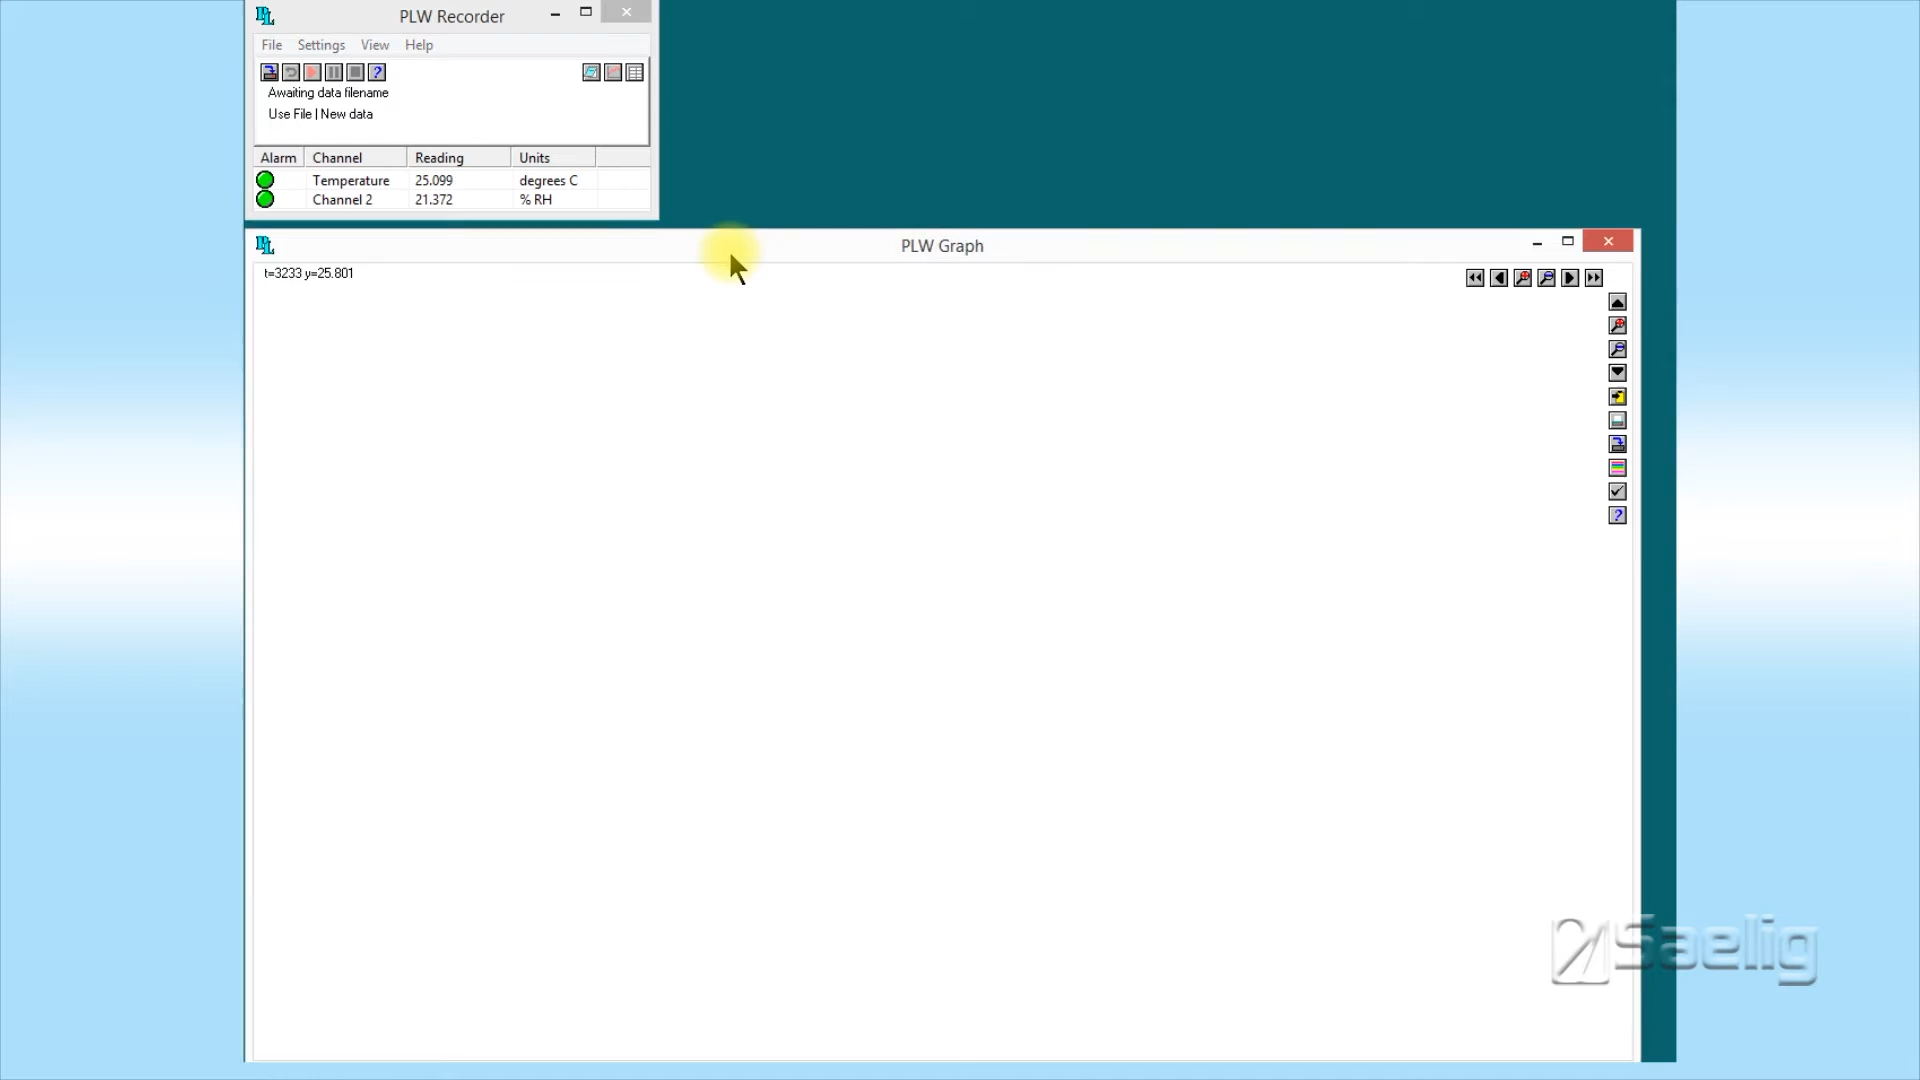 PLW Recorder
File Settings View Help
Awaiting data filename
Use File | New data
Alarm Channel Reading Units
Temperature 25.099 degrees C
Channel 2 21.372 % RH
PLW Graph
t=3233 y=25.801
Saelig